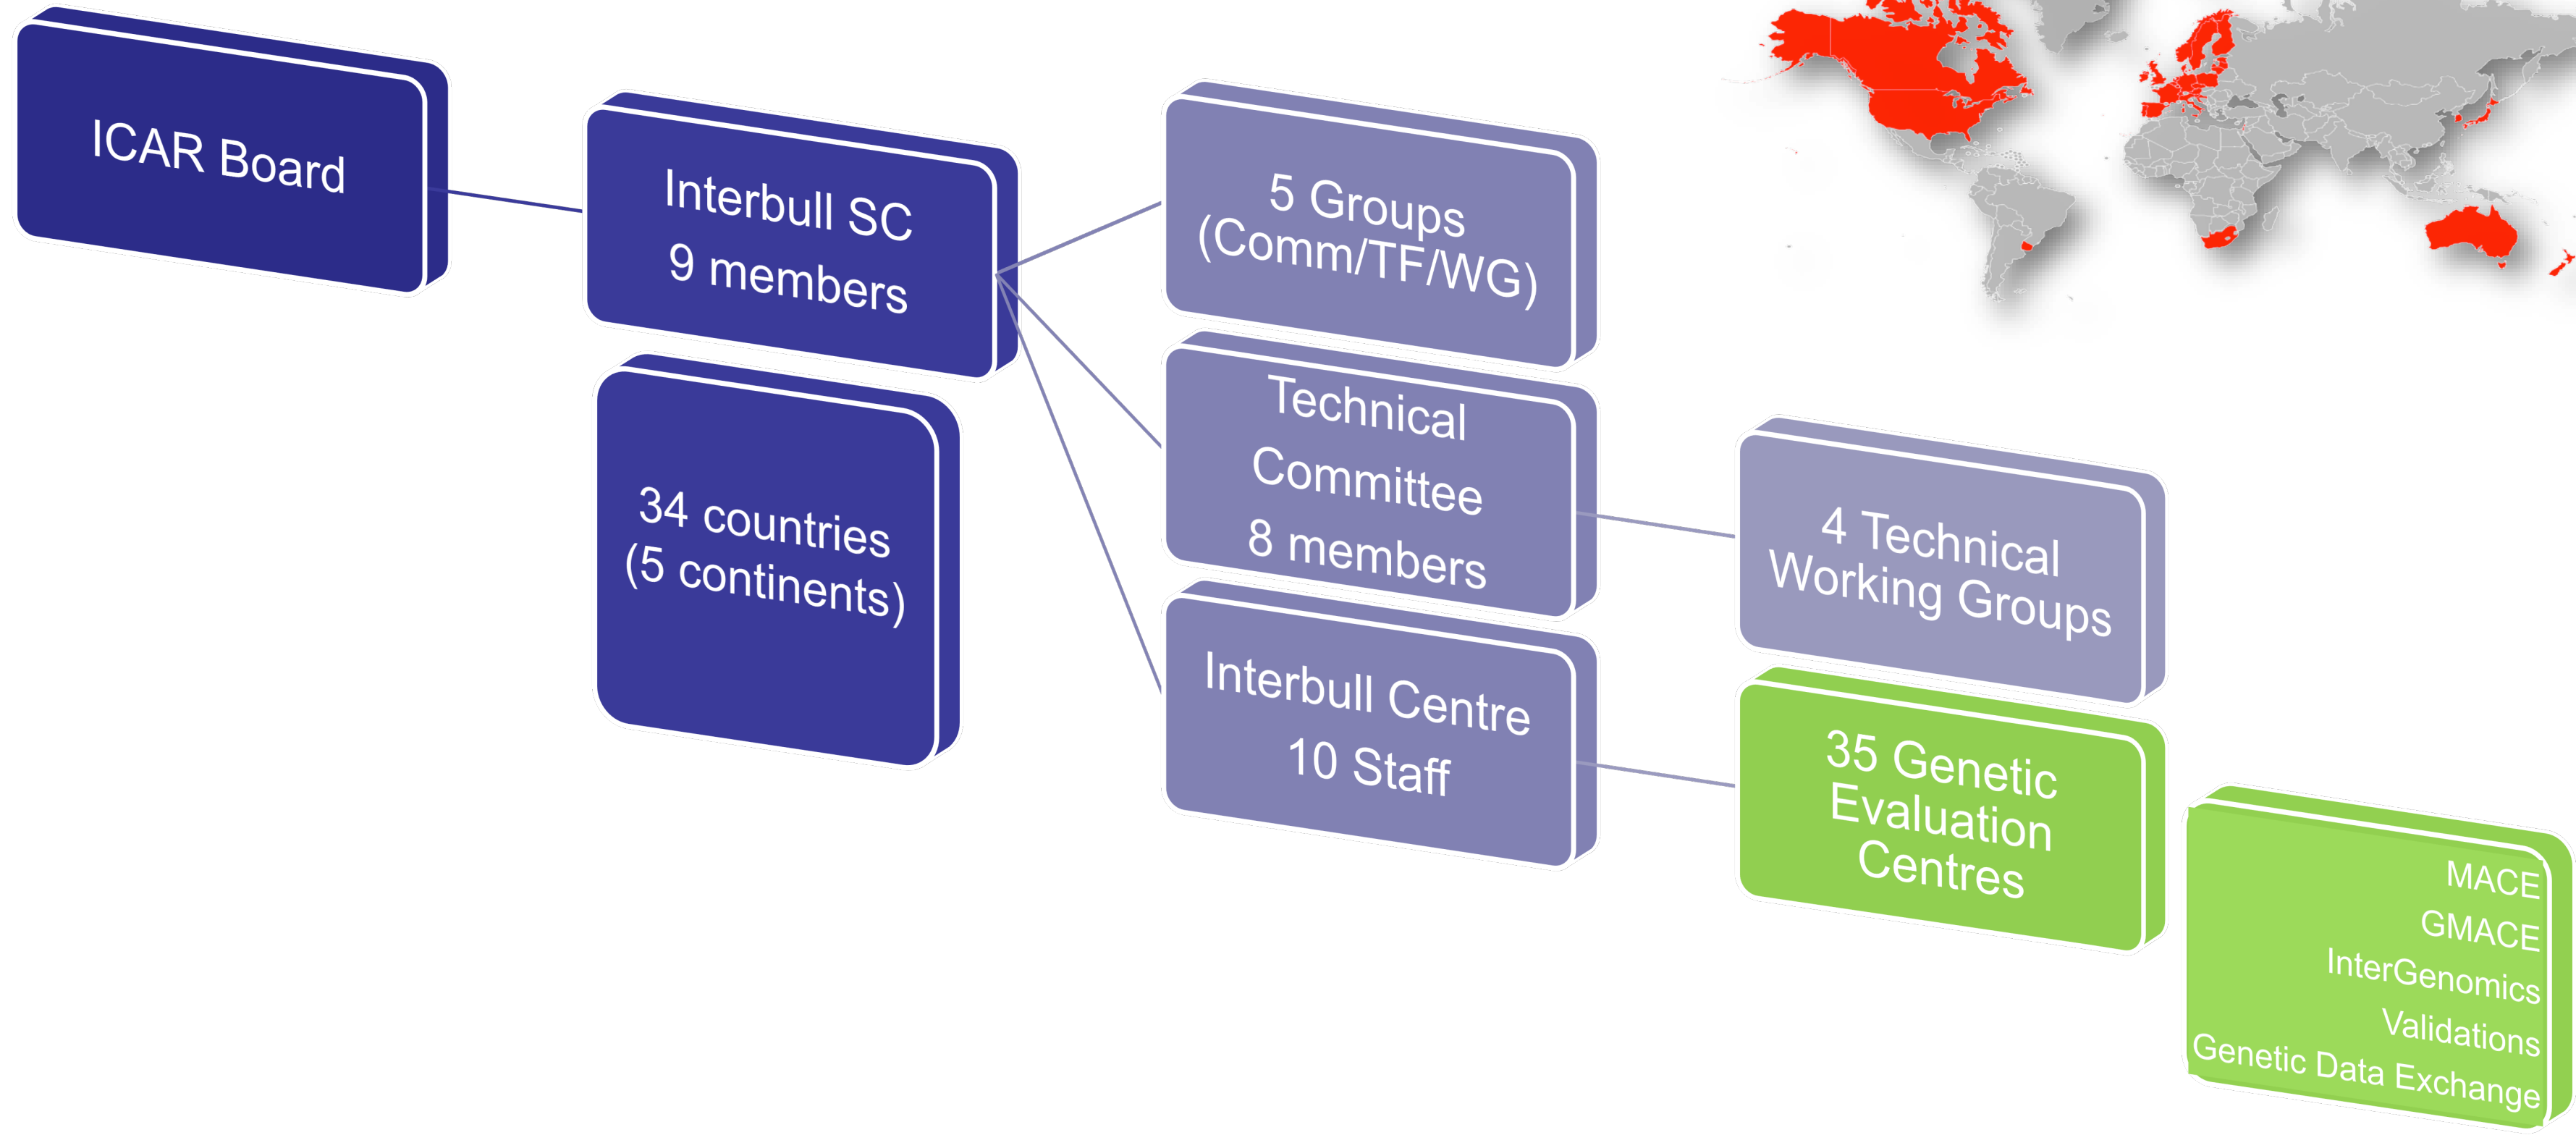 ICAR Board
Interbull SC
9 members
34 countries
(5 continents)
5 Groups
(Comm/TF/WG)
Technical
Committee
8 members
Interbull Centre
10 Staff
4 Technical
Working Groups
35 Genetic
Evaluation
Centres
MACE
GMACE
InterGenomics
Validations
Genetic Data Exchange